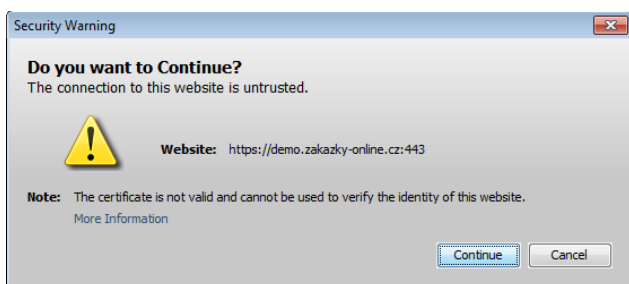 Security Warning
Do you want to Continue?
The connection to this website is untrusted.
Website: https://demo.zakazky-online.cz:443
Note: The certificate is not valid and cannot be used to verify the identity of this website.
More Information
Continue Cancel